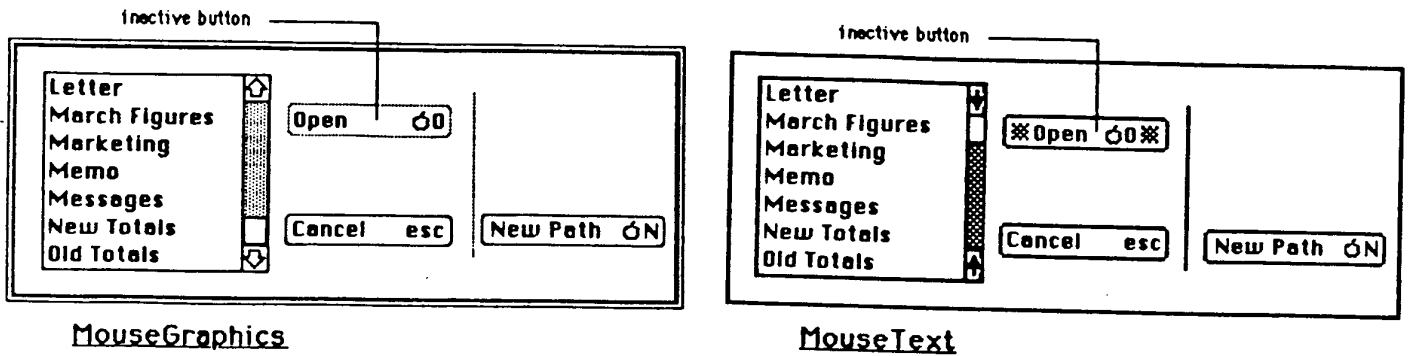 inactive button
Letter
March Figures
Marketing
Memo
Messages
New Totals
Old Totals
Open O
Cancel esc
New Path N
MouseGraphics
inactive button
Letter
March Figures
Marketing
Memo
Messages
New Totals
Old Totals
Open O
Cancel esc
New Path N
MouseText